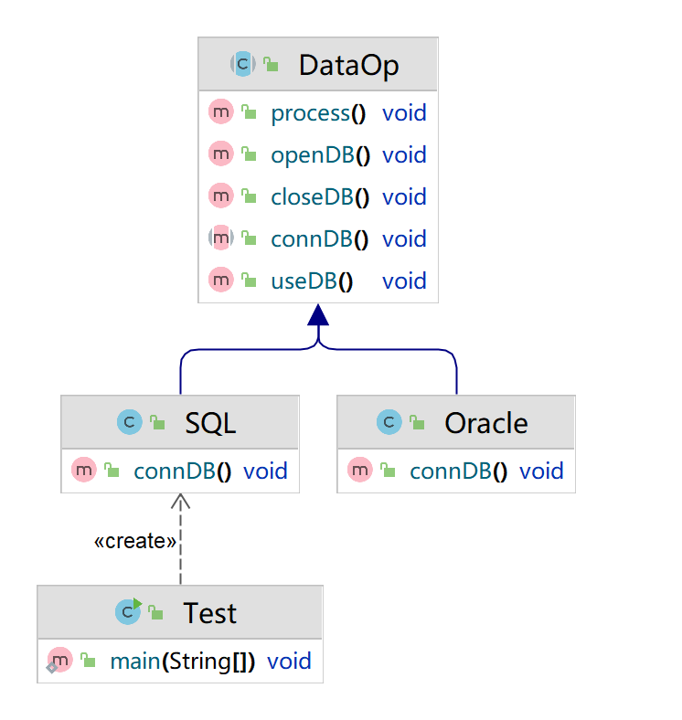 DataOp
process() void
openDB() void
closeDB() void
connDB() void
useDB() void
SQL
connDB() void
Oracle
connDB() void
«create»
Test
main(String[]) void